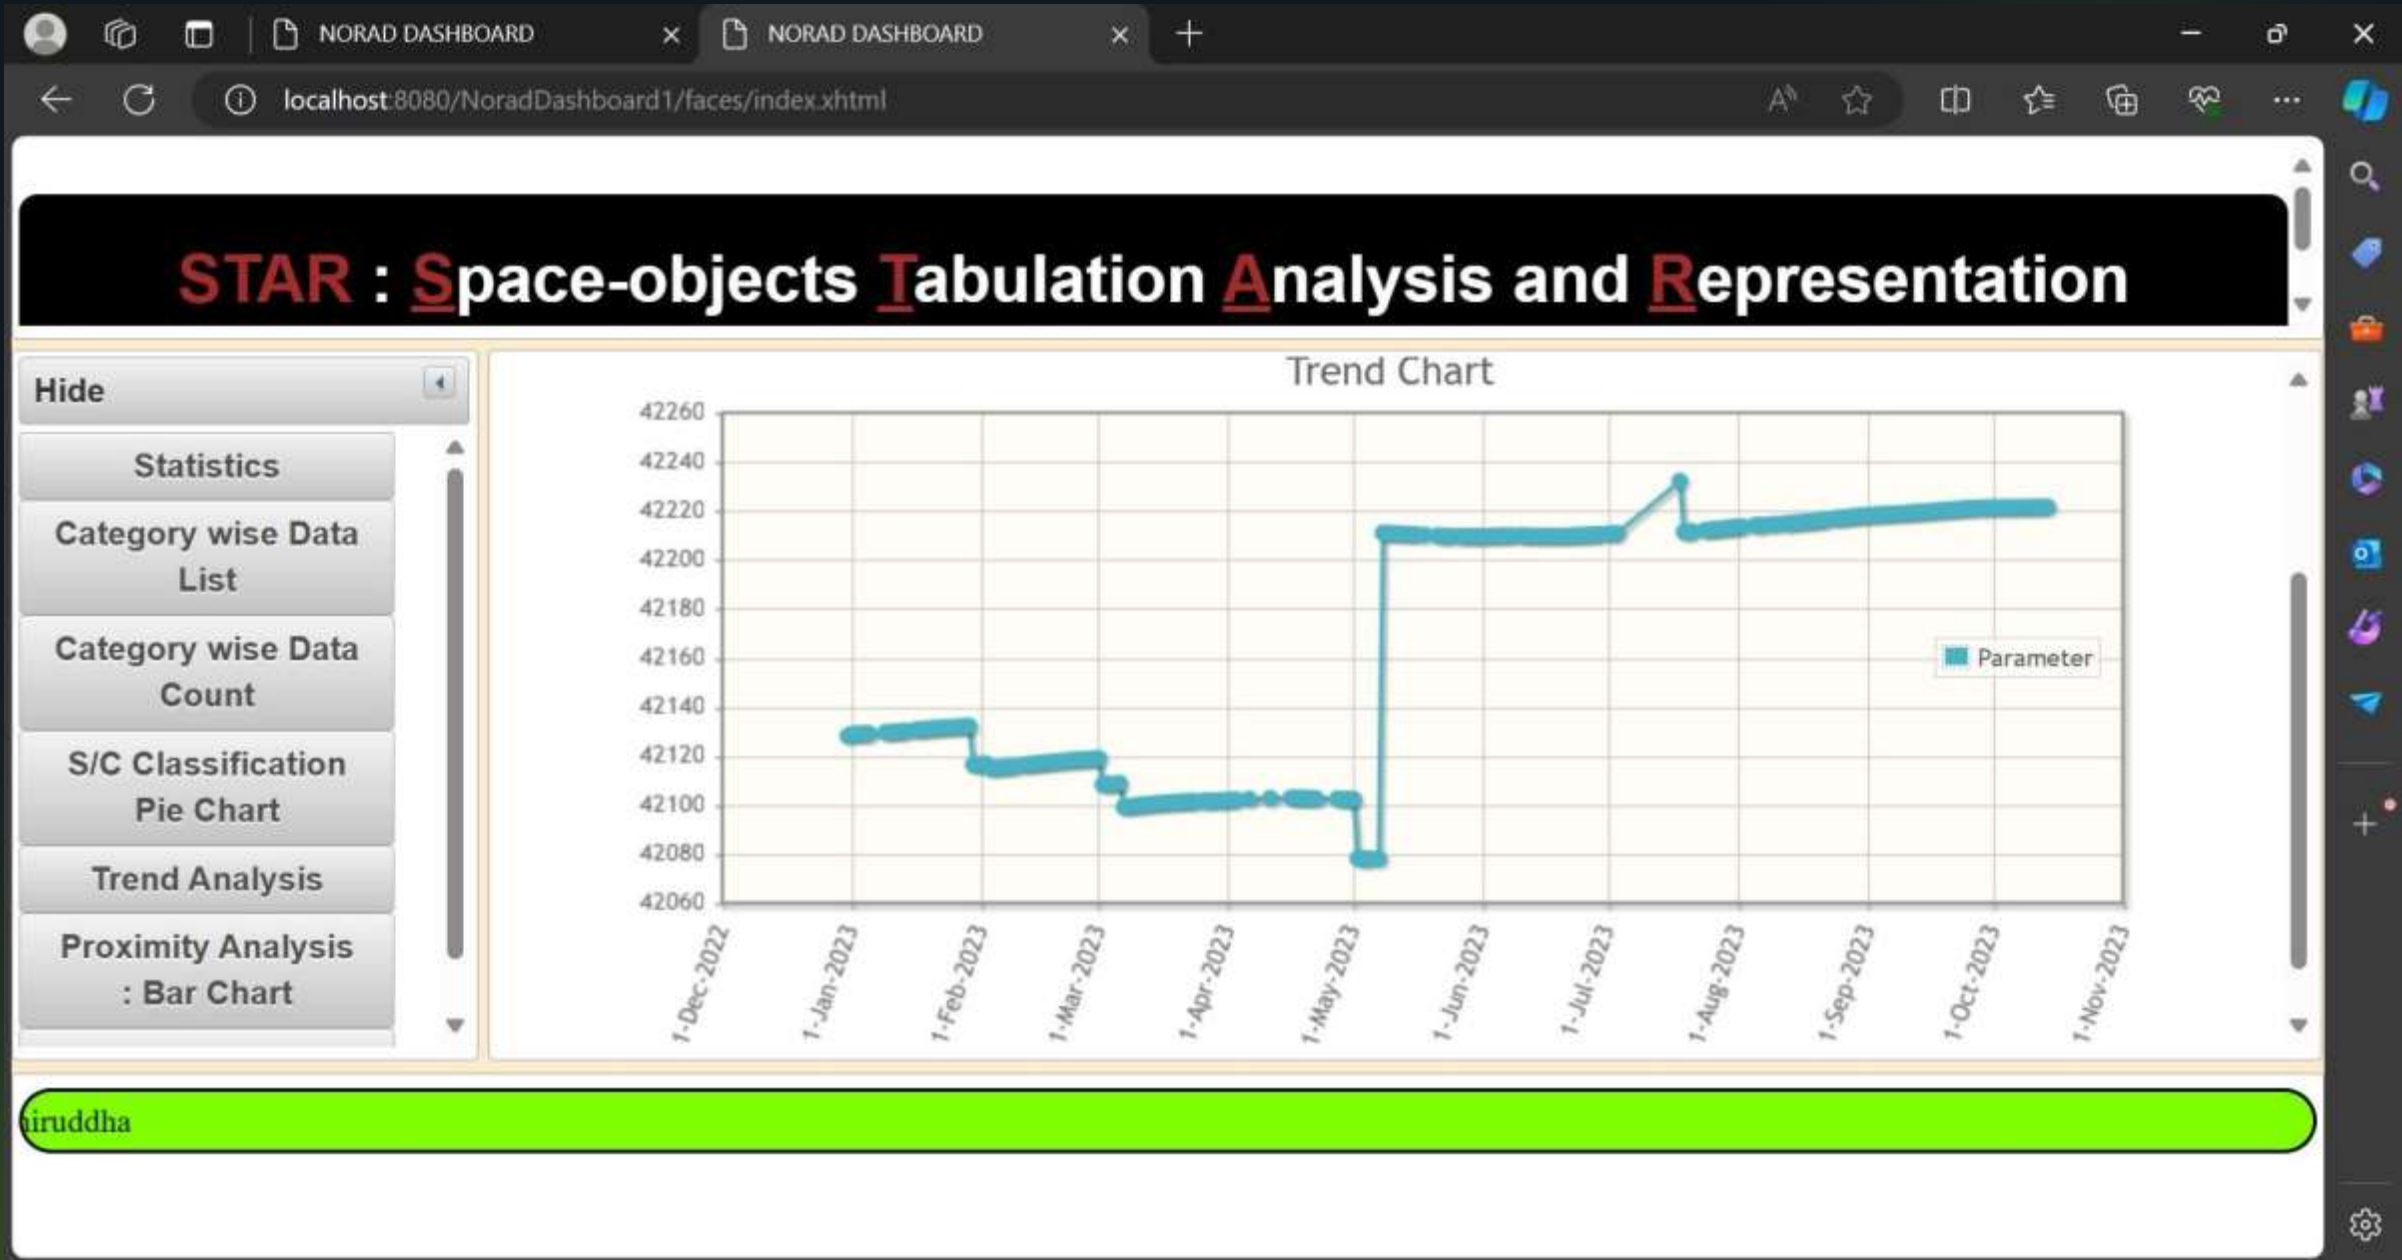 NORAD DASHBOARD
NORAD DASHBOARD
localhost:8080/NoradDashboard1/faces/index.xhtml
STAR : Space-objects Tabulation Analysis and Representation
Hide
Statistics
Category wise Data
List
Category wise Data
Count
S/C Classification
Pie Chart
Trend Analysis
Proximity Analysis
: Bar Chart
Trend Chart
42260
42240
42220
42200
42180
42160
42140
42120
42100
42080
42060
Parameter
1-Dec-2022
1-Jan-2023
1-Feb-2023
1-Mar-2023
1-Apr-2023
1-May-2023
1-Jun-2023
1-Jul-2023
1-Aug-2023
1-Sep-2023
1-Oct-2023
1-Nov-2023
iruddha